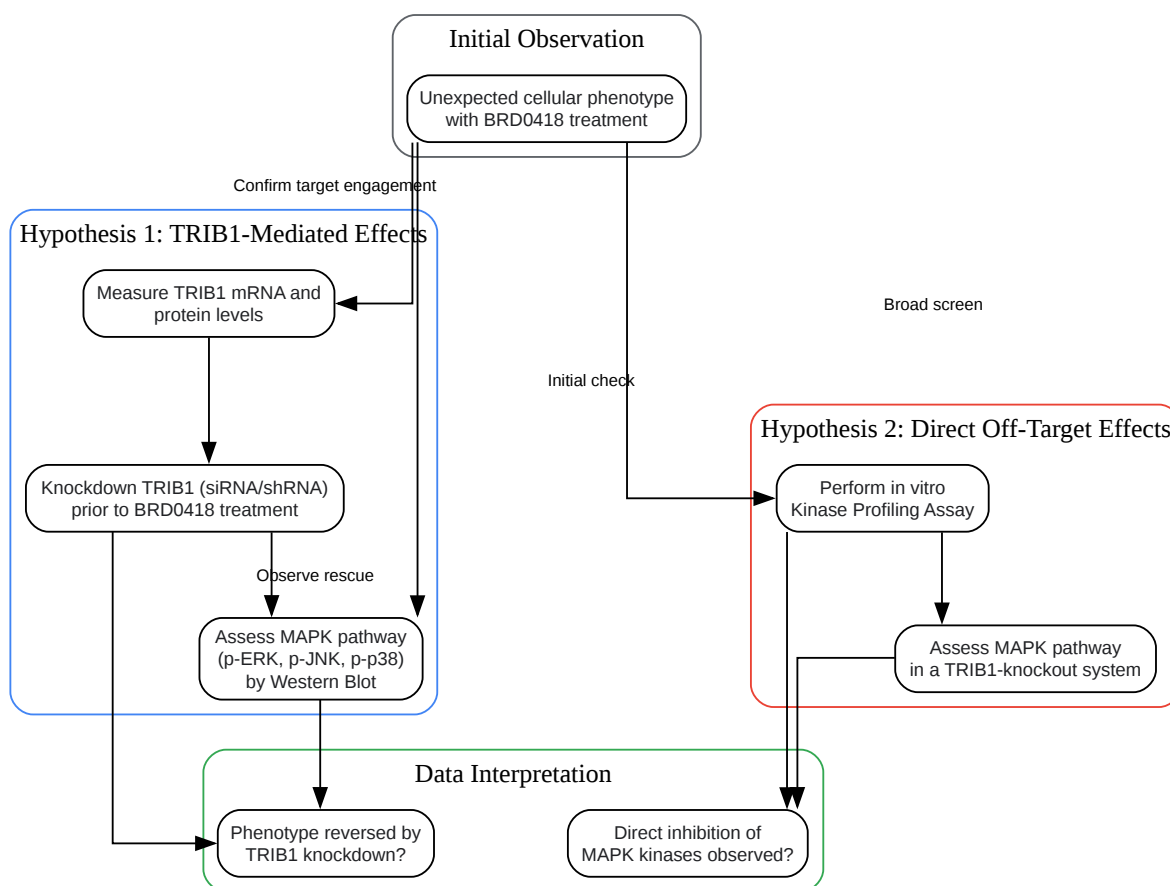 Initial Observation
Unexpected cellular phenotype
with BRD0418 treatment
Confirm target engagement
Hypothesis 1: TRIB1-Mediated Effects
Measure TRIB1 mRNA and
protein levels
Broad screen
Initial check
Hypothesis 2: Direct Off-Target Effects
Knockdown TRIB1 (siRNA/shRNA)
prior to BRD0418 treatment
Perform in vitro
Kinase Profiling Assay
Observe rescue
Assess MAPK pathway
(p-ERK, p-JNK, p-p38)
by Western Blot
Assess MAPK pathway
in a TRIB1-knockout system
Data Interpretation
Phenotype reversed by
TRIB1 knockdown?
Direct inhibition of
MAPK kinases observed?